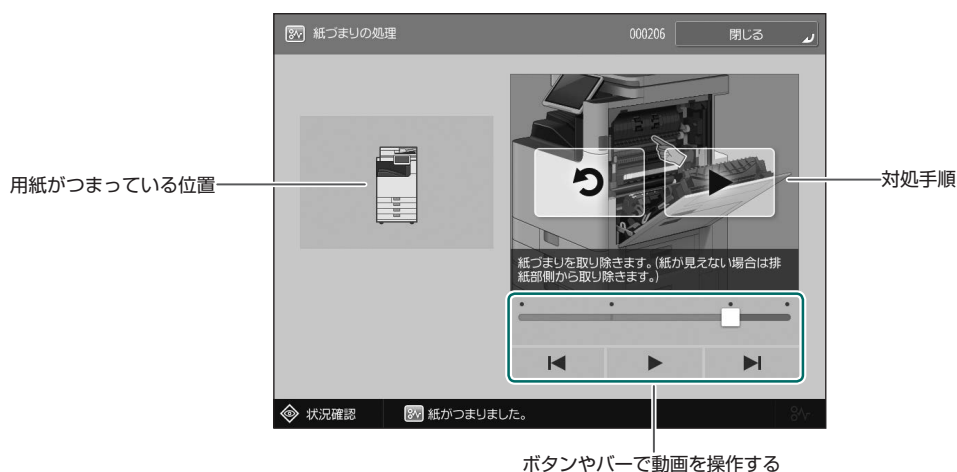 紙づまりの処理
000206
閉じる
用紙がつまっている位置
対処手順
紙づまりを取り除きます。(紙が見えない場合は排
紙部側から取り除きます。)
状況確認
紙がつまりました。
ボタンやバーで動画を操作する